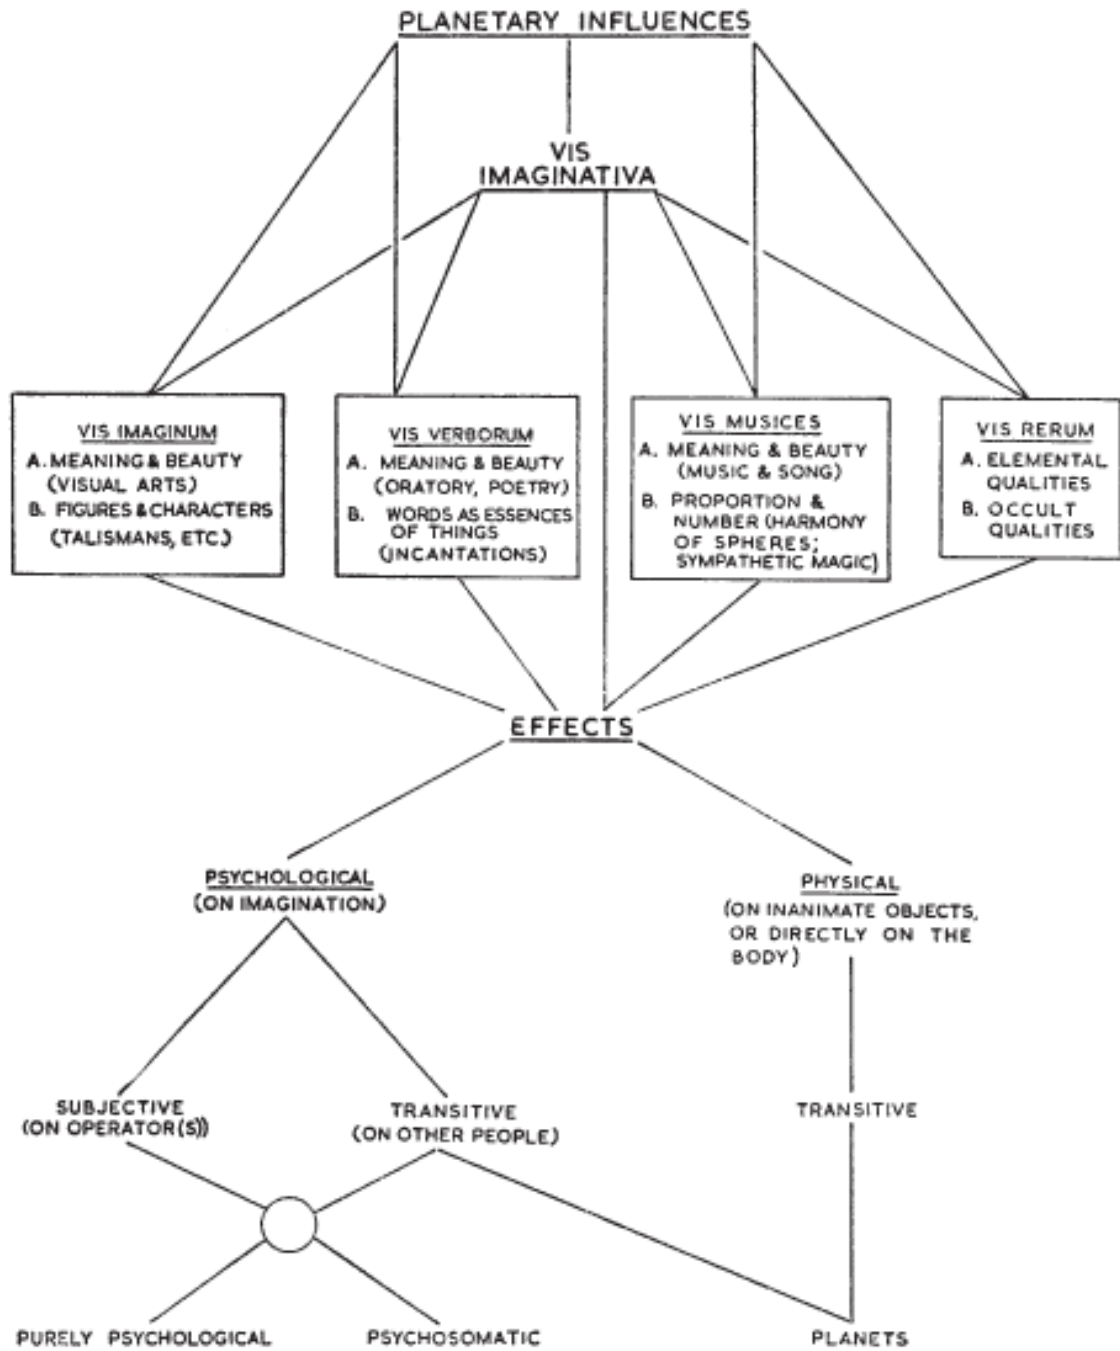 PLANETARY INFLUENCES
VIS
IMAGINATIVA
VIS IMAGINUM
A. MEANING & BEAUTY
(VISUAL ARTS)
B. FIGURES & CHARACTERS
(TALISMANS, ETC.)
VIS VERBORUM
A. MEANING & BEAUTY
(ORATORY, POETRY)
B. WORDS AS ESSENCES
OF THINGS
(INCANTATIONS)
VIS MUSICES
A. MEANING & BEAUTY
(MUSIC & SONG)
B. PROPORTION &
NUMBER (HARMONY
OF SPHERES;
SYMPATHETIC MAGIC)
VIS RERUM
A. ELEMENTAL
QUALITIES
B. OCCULT
QUALITIES
EFFECTS
PSYCHOLOGICAL
(ON IMAGINATION)
PHYSICAL
(ON INANIMATE OBJECTS,
OR DIRECTLY ON THE
BODY)
SUBJECTIVE
(ON OPERATOR(S))
TRANSITIVE
(ON OTHER PEOPLE)
TRANSITIVE
PURELY PSYCHOLOGICAL
PSYCHOSOMATIC
PLANETS